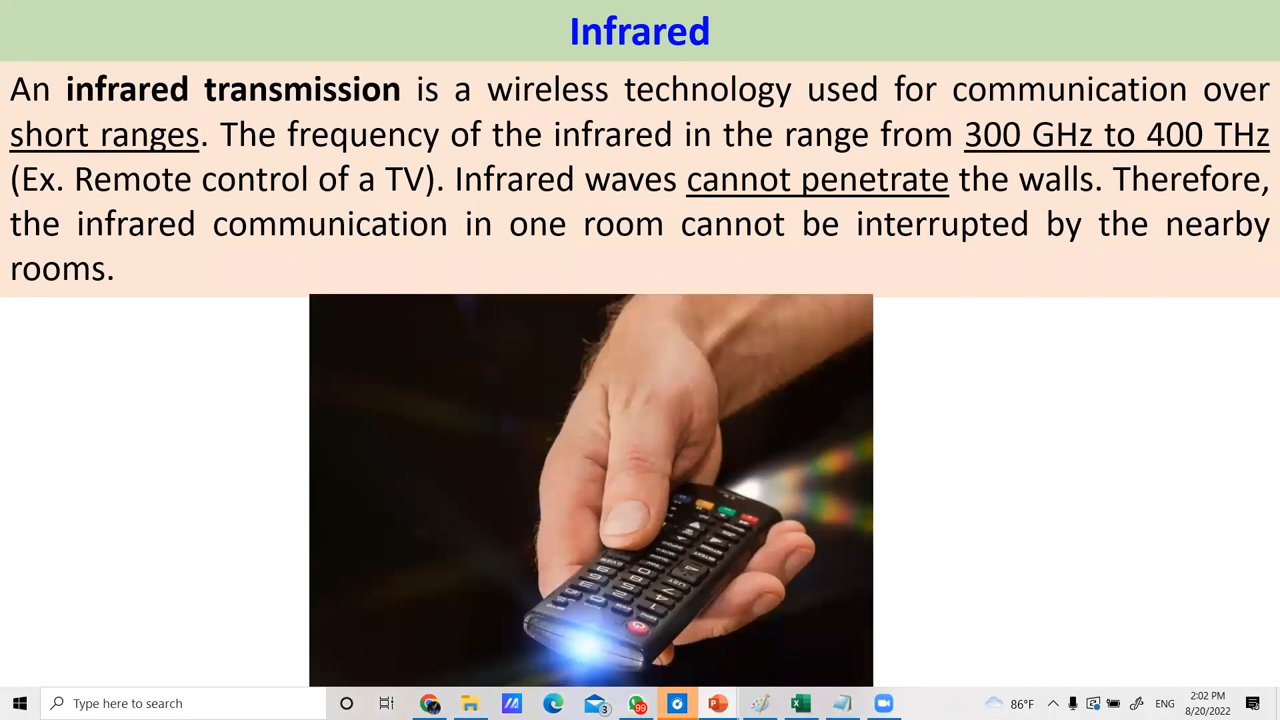 Infrared
An infrared transmission is a wireless technology used for communication over
short ranges. The frequency of the infrared in the range from 300 GHz to 400 THz
(Ex. Remote control of a TV). Infrared waves cannot penetrate the walls. Therefore,
the infrared communication in one room cannot be interrupted by the nearby
rooms.
Type here to search
3
99
86°F
ENG
2:02 PM
8/20/2022